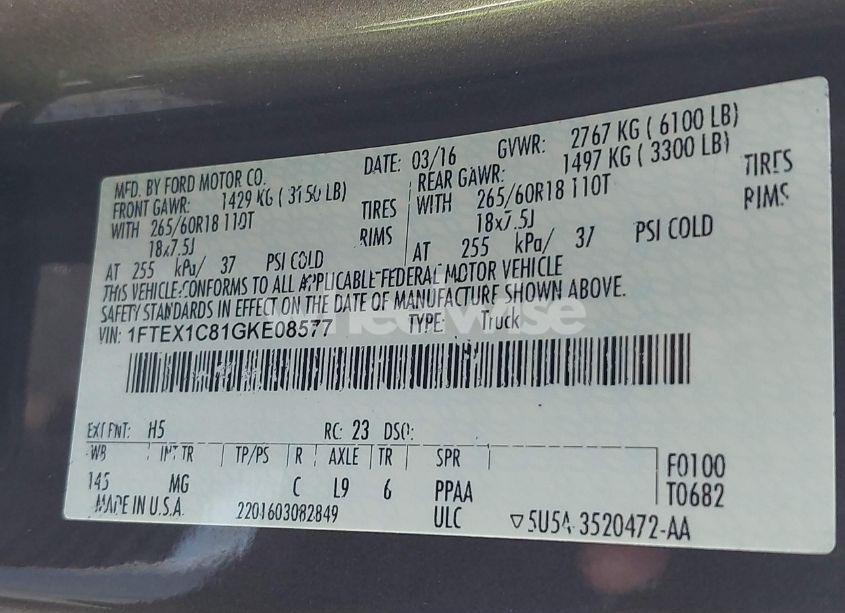 MFD. BY FORD MOTOR CO.
DATE: 03/16 GVWR: 2767 KG ( 6100 LB)
FRONT GAWR: 1429 KG ( 3150 LB) REAR GAWR: 1497 KG ( 3300 LB)
WITH 265/60R18 110T TIRES WITH 265/60R18 110T TIRES
18x7.5J RIMS 18x7.5J RIMS
AT 255 kPa/ 37 PSI COLD AT 255 kPa/ 37 PSI COLD
THIS VEHICLE CONFORMS TO ALL APPLICABLE FEDERAL MOTOR VEHICLE
SAFETY STANDARDS IN EFFECT ON THE DATE OF MANUFACTURE SHOWN ABOVE.
VIN: 1FTEX1C81GKE08577 TYPE: Truck
wheelwise
EXT PNT: H5 RC: 23 DSO:
WB INT TR TP/PS R AXLE TR SPR F0100
145 MG C L9 6 PPAA T0682
MADE IN U.S.A. 2201603082849 ULC ▽5U5A-3520472-AA